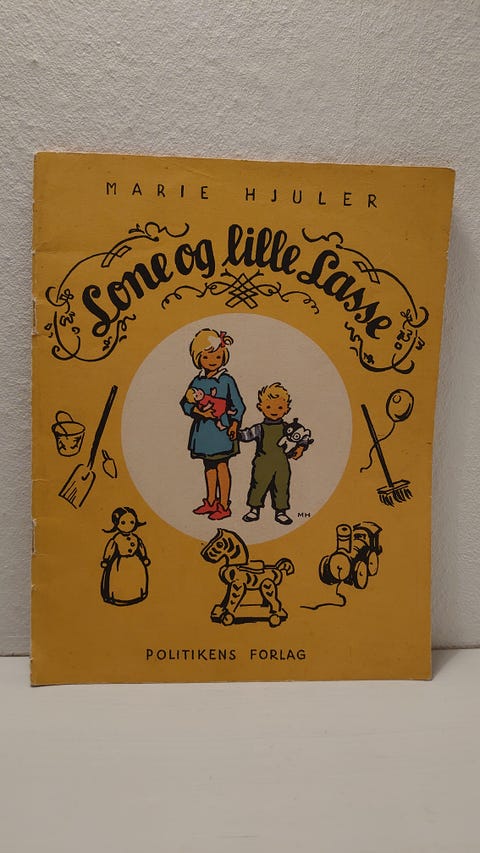 MARIE HJULER
Lone og lille Lasse
MH
POLITIKENS FORLAG